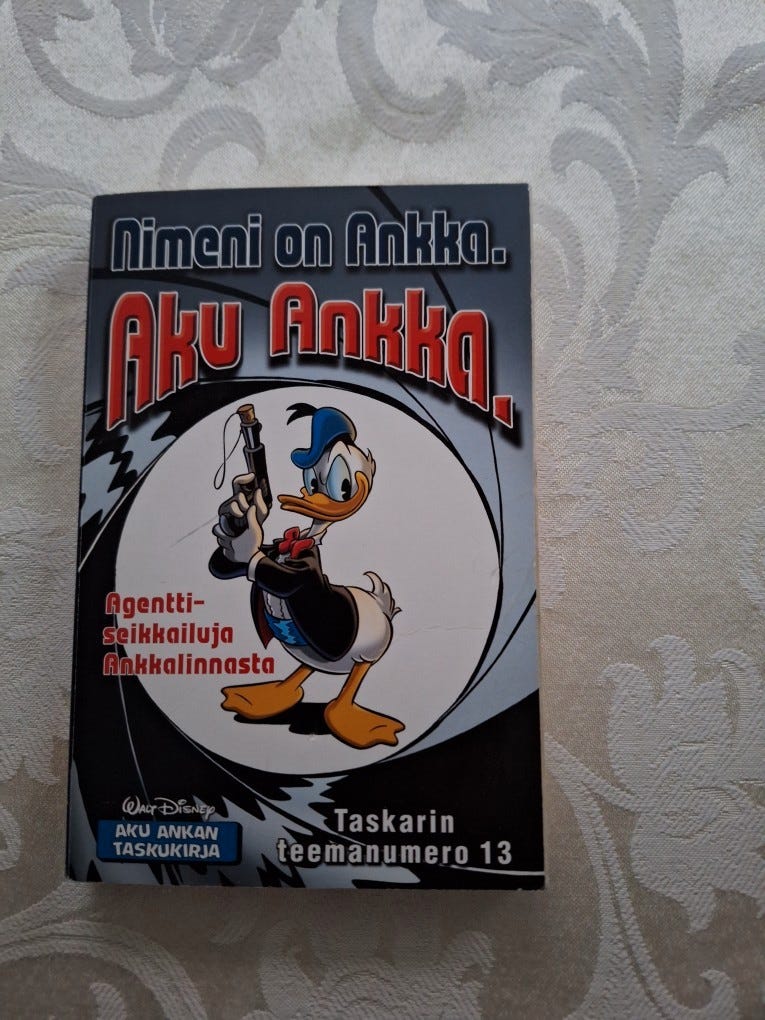 Nimeni on Ankka.
Aku Ankka.
Agentti-
seikkailuja
Ankkalinnasta
Walt Disney
AKU ANKAN
TASKUKIRJA
Taskarin
teemanumero 13